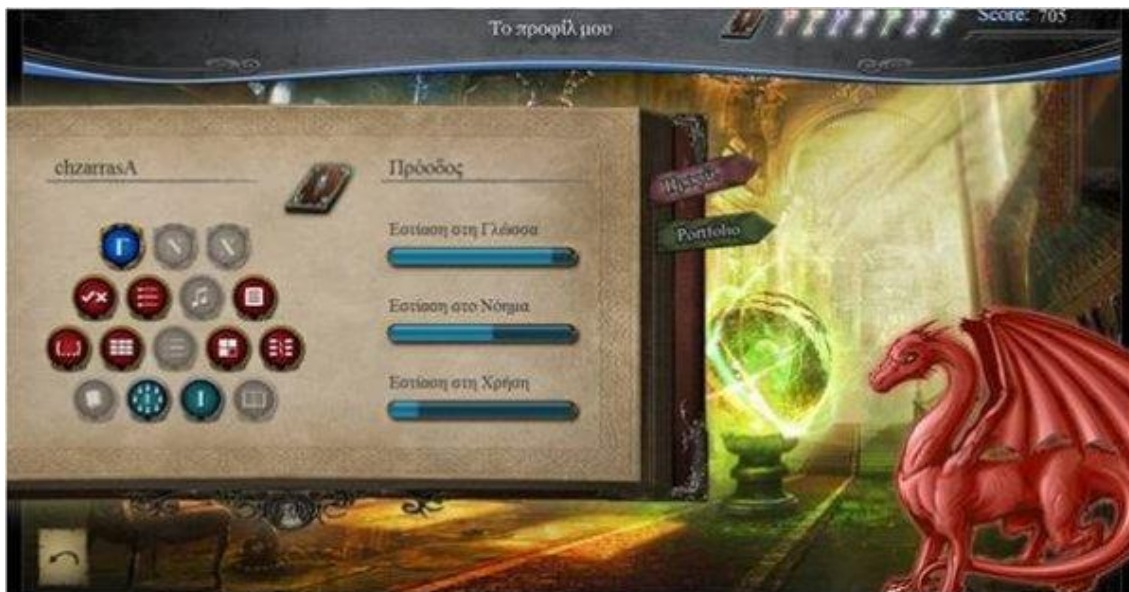 Το προφίλ μου
Score: 705
chzarrasA
Πρόοδος
Εστίαση στη Γλώσσα
Εστίαση στο Νόημα
Εστίαση στη Χρήση
Portfolio
Γ
Ν
Χ